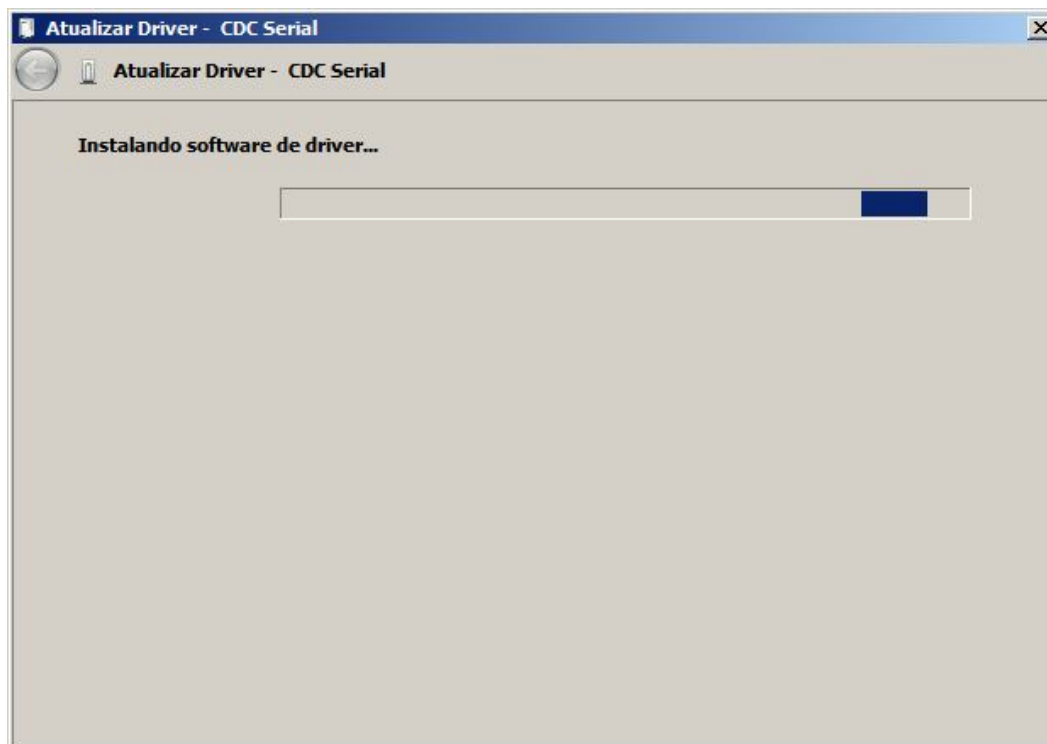 Atualizar Driver - CDC Serial
Atualizar Driver - CDC Serial
Instalando software de driver...